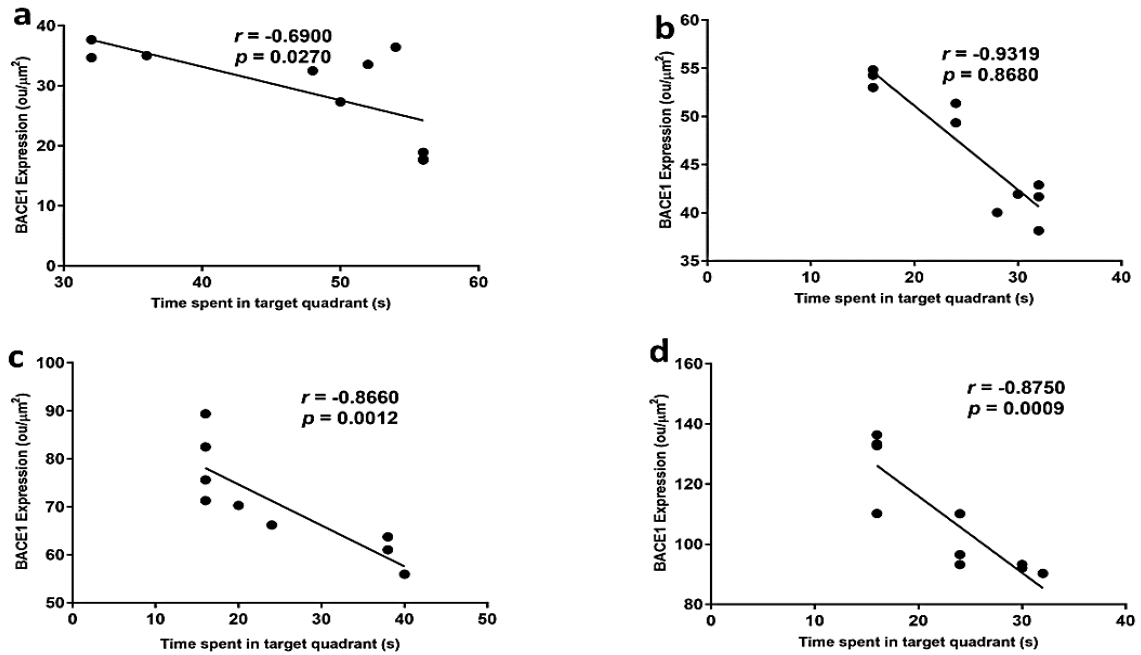 a
r = -0.6900
p = 0.0270
BACE1 Expression (ou/µm²)
40
30
20
10
0
30
40
50
60
Time spent in target quadrant (s)
b
r = -0.9319
p = 0.8680
BACE1 Expression (ou/µm²)
60
55
50
45
40
35
0
10
20
30
40
Time spent in target quadrant (s)
c
r = -0.8660
p = 0.0012
BACE1 Expression (ou/µm²)
100
90
80
70
60
50
0
10
20
30
40
50
Time spent in target quadrant (s)
d
r = -0.8750
p = 0.0009
BACE1 Expression (ou/µm²)
160
140
120
100
80
0
10
20
30
40
Time spent in target quadrant (s)